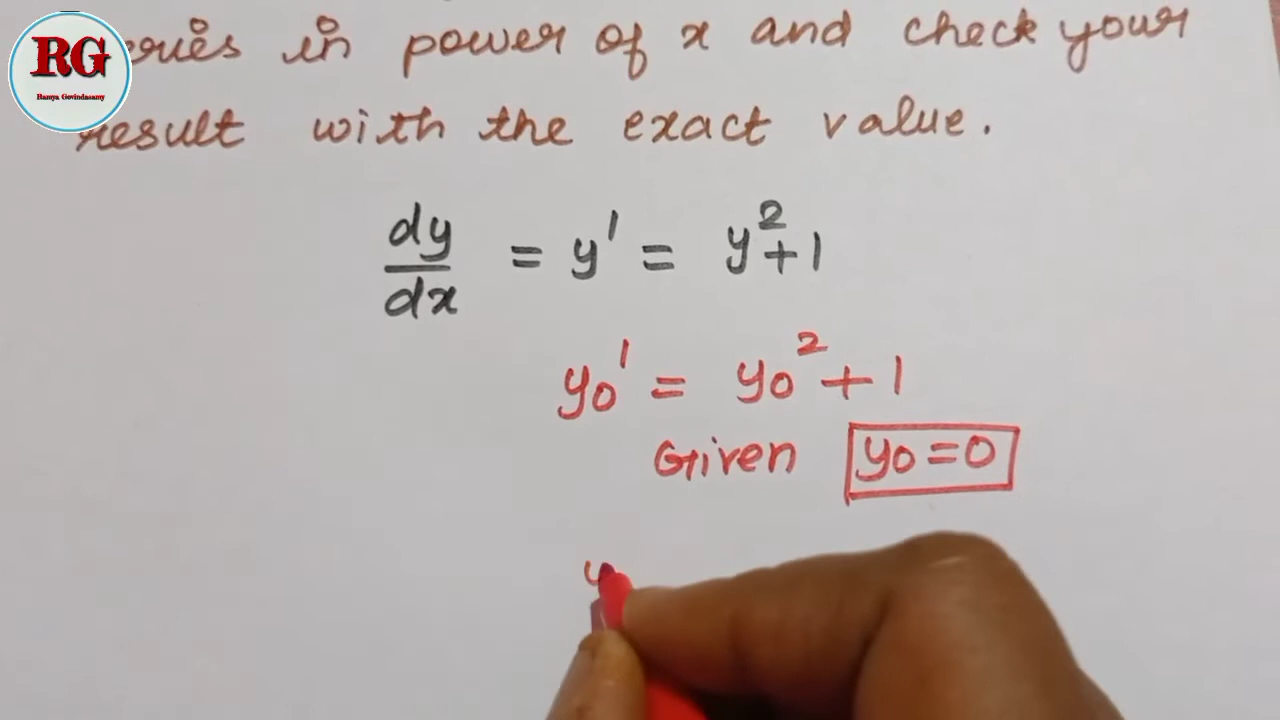 RG
Ramya Govindasamy
in power of x and check your
result with the exact value.
dy/dx = y' = y²+1
y₀' = y₀²+1
Given y₀=0
y